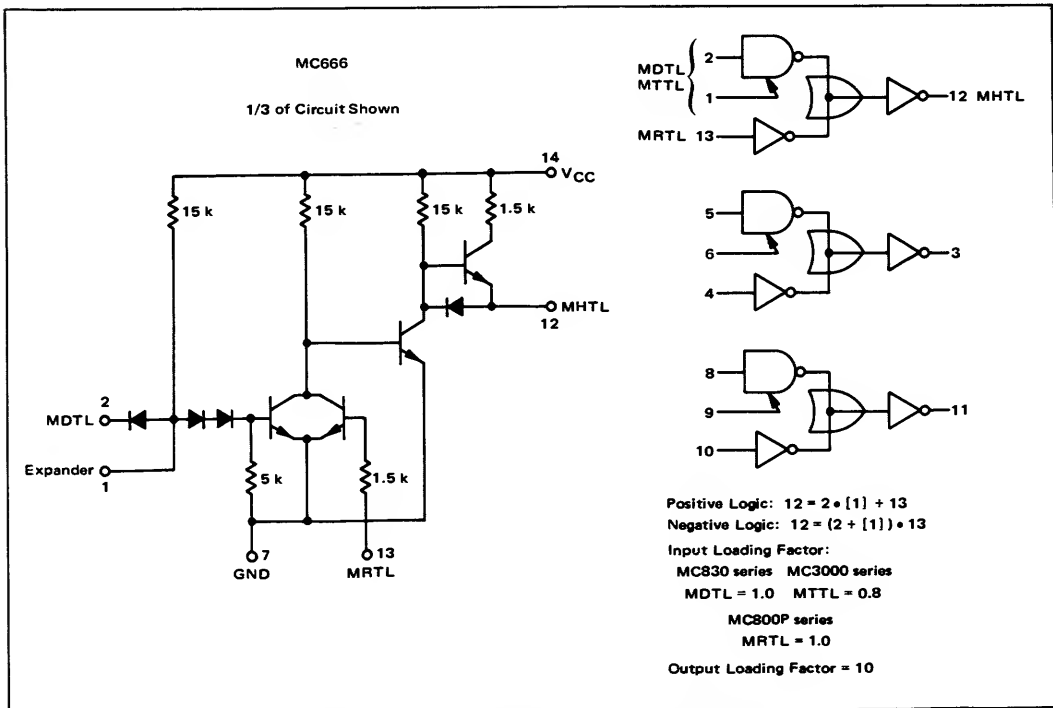 MC666
1/3 of Circuit Shown
14
VCC
15 k
15 k
15 k
1.5 k
MHTL
12
2
MDTL
Expander
1
5 k
1.5 k
7
GND
13
MRTL
MDTL
MTTL
2
1
MRTL 13
12 MHTL
5
6
4
3
8
9
10
11
Positive Logic: 12 = 2 • [1] + 13
Negative Logic: 12 = (2 + [1]) • 13
Input Loading Factor:
MC830 series MC3000 series
MDTL = 1.0 MTTL = 0.8
MC800P series
MRTL = 1.0
Output Loading Factor = 10